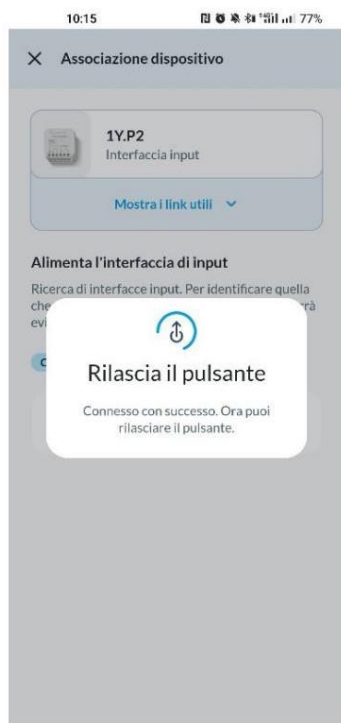 10:15
77%
Associazione dispositivo
1Y.P2
Interfaccia input
Mostra i link utili
Alimenta l'interfaccia di input
Ricerca di interfacce input. Per identificare quella
che
evi
Rilascia il pulsante
Connesso con successo. Ora puoi
rilasciare il pulsante.